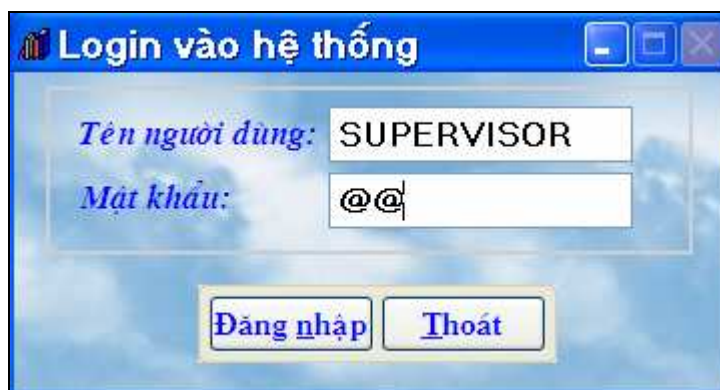 Login vào hệ thống
Tên người dùng: SUPERVISOR
Mật khẩu: @@
Đăng nhập Thoát